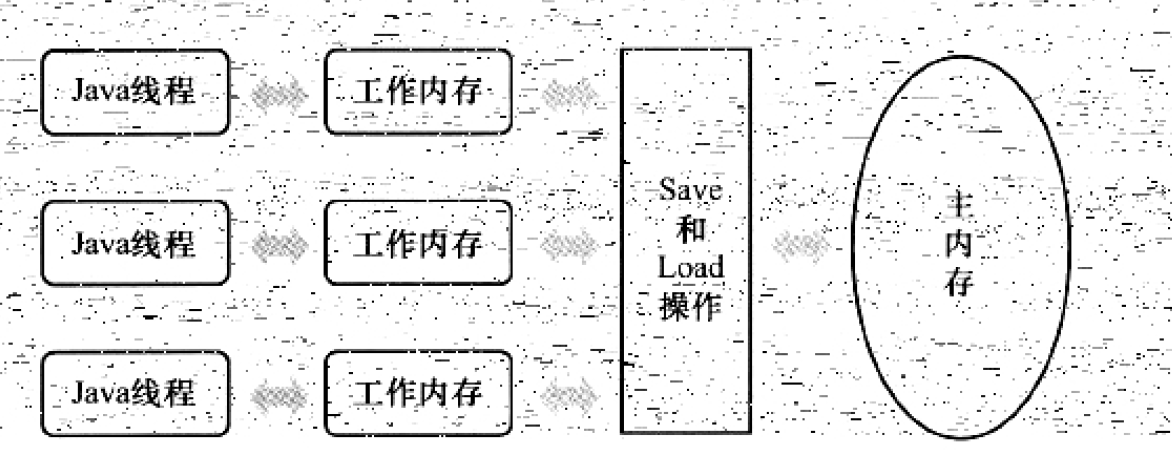 Java线程
工作内存
Java线程
工作内存
Java线程
工作内存
Save
和
Load
操作
主
内
存